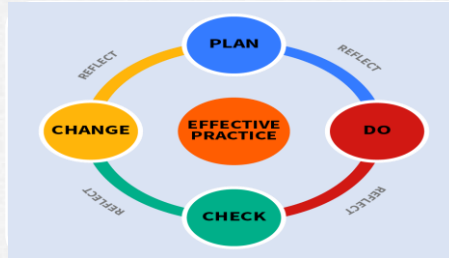 PLAN
REFLECT
REFLECT
CHANGE
EFFECTIVE
PRACTICE
DO
REFLECT
REFLECT
CHECK